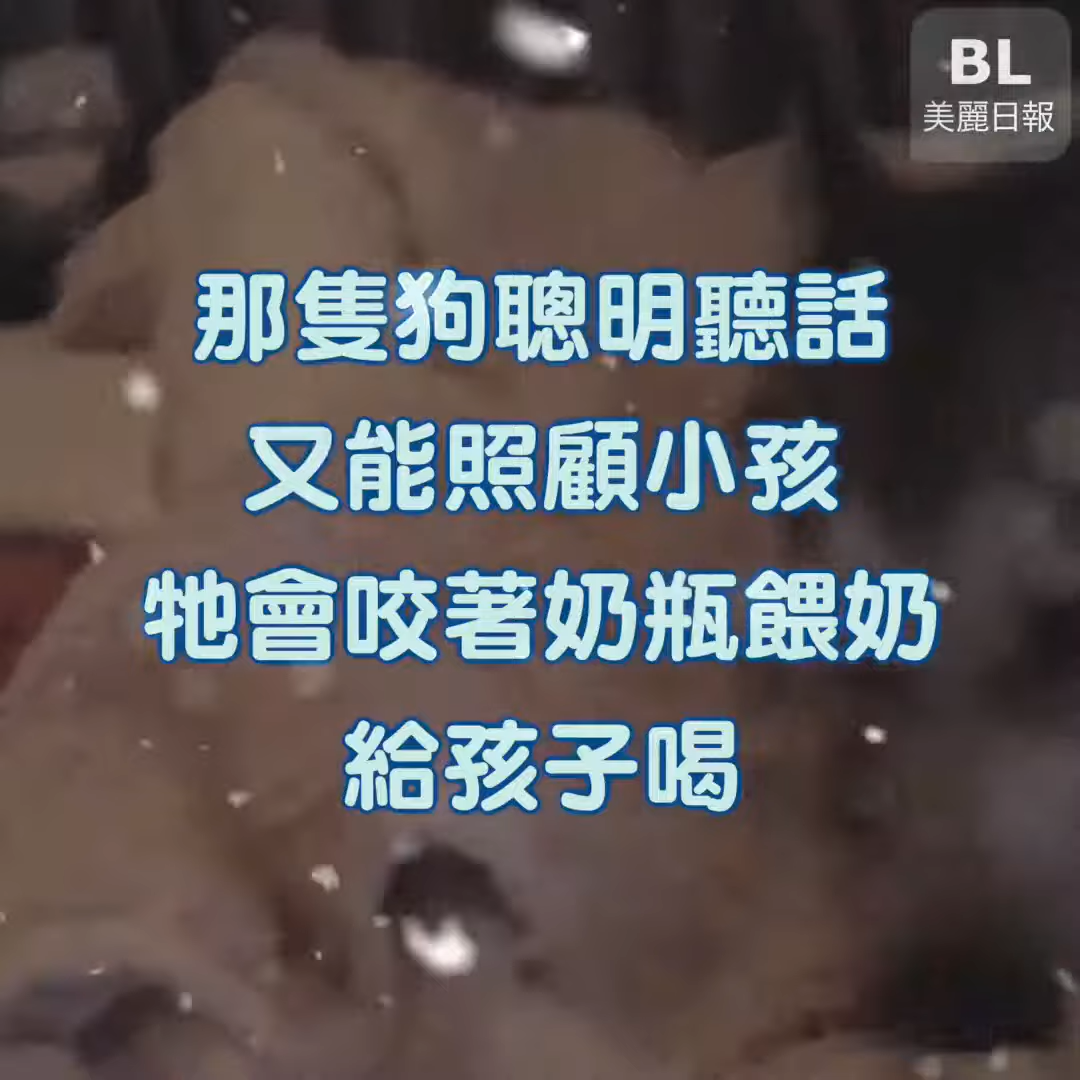 BL
美麗日報
那隻狗聰明聽話
又能照顧小孩
牠會咬著奶瓶餵奶
給孩子喝